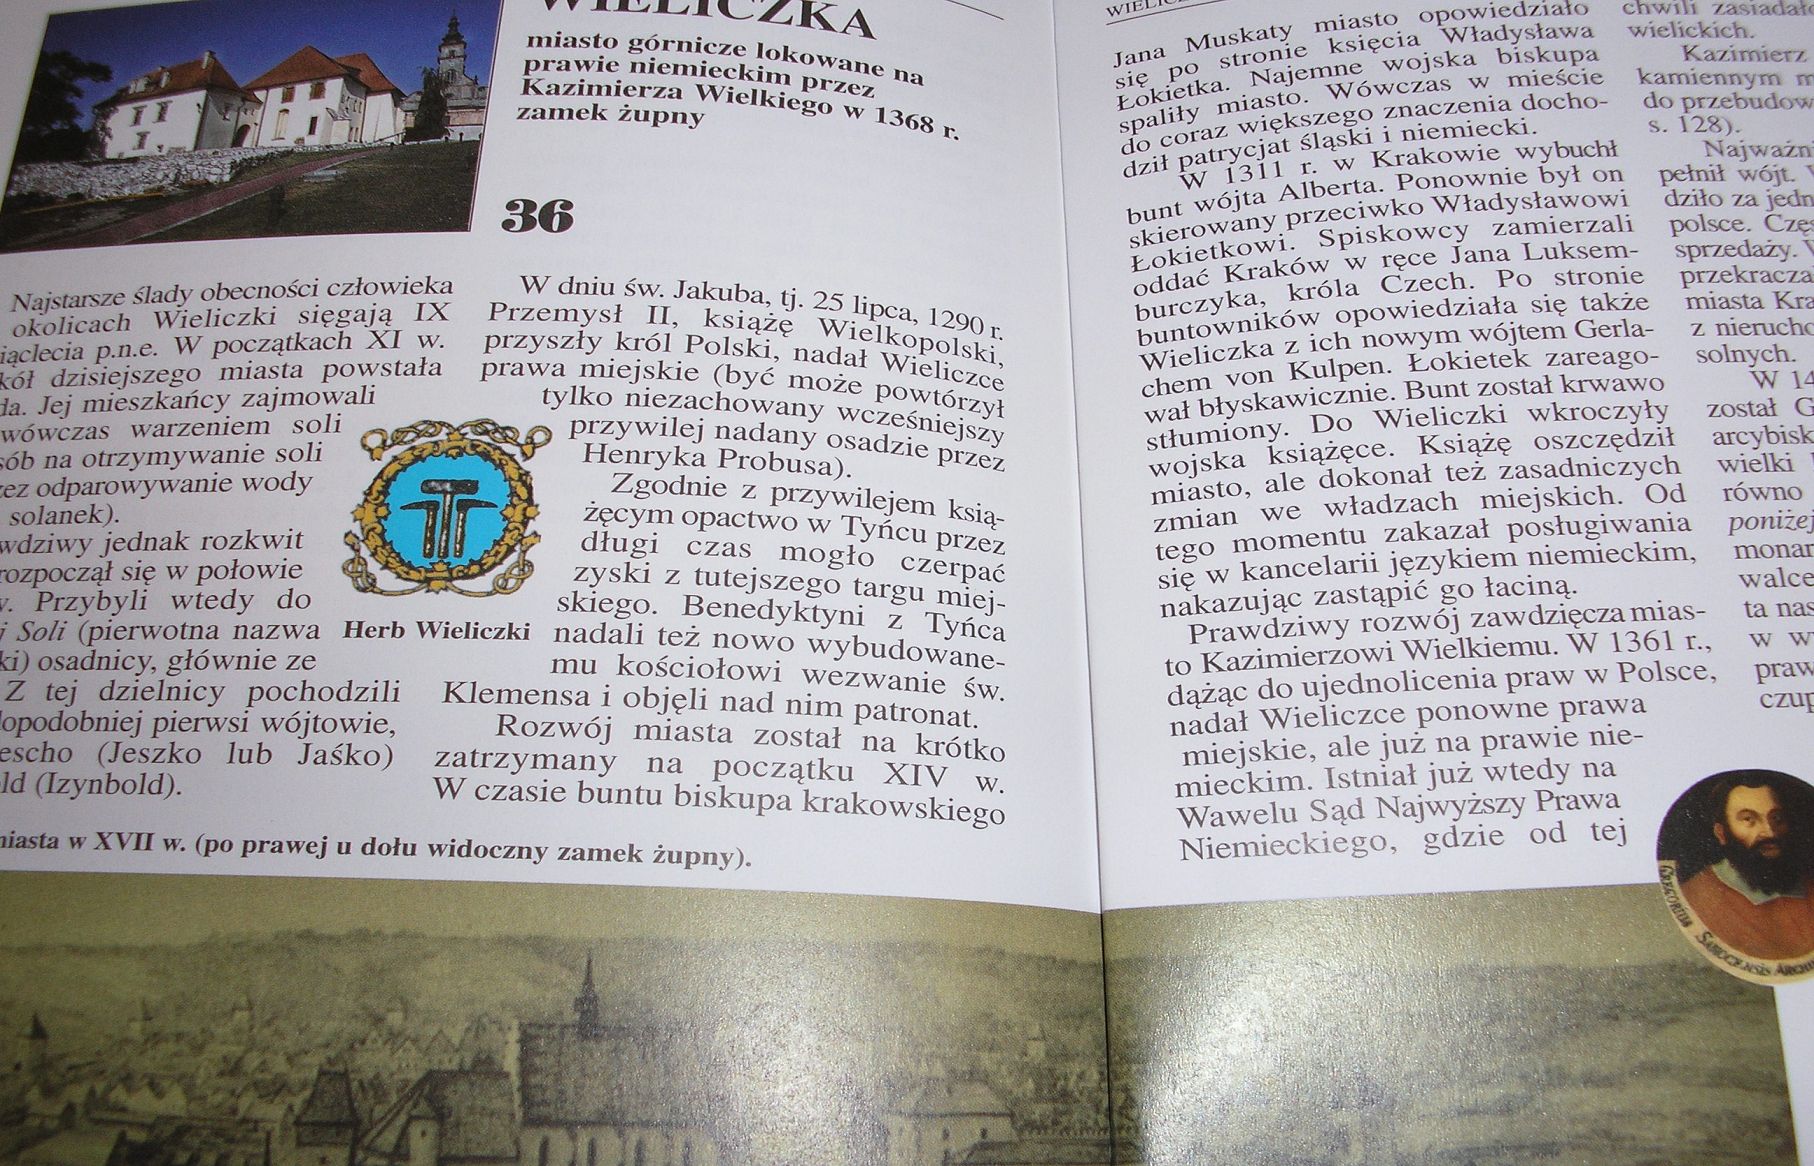 WIELICZKA
miasto górnicze lokowane na
prawie niemieckim przez
Kazimierza Wielkiego w 1368 r.
zamek żupny
36
Najstarsze ślady obecności człowieka
okolicach Wieliczki sięgają IX
p.n.e. W początkach XI w.
dzisiejszego miasta powstała
Jej mieszkańcy zajmowali
wówczas warzeniem soli
na otrzymywanie soli
odparowywanie wody
solanek).
jednak rozkwit
rozpoczął się w połowie
Przybyli wtedy do
Soli (pierwotna nazwa
osadnicy, głównie ze
Z tej dzielnicy pochodzili
pierwsi wójtowie,
(Jeszko lub Jaśko)
(Izynbold).
Herb Wieliczki
W dniu św. Jakuba, tj. 25 lipca, 1290 r.
Przemysł II, książę Wielkopolski,
przyszły król Polski, nadał Wieliczce
prawa miejskie (być może powtórzył
tylko niezachowany wcześniejszy
przywilej nadany osadzie przez
Henryka Probusa).
Zgodnie z przywilejem ksią-
żęcym opactwo w Tyńcu przez
długi czas mogło czerpać
zyski z tutejszego targu miej-
skiego. Benedyktyni z Tyńca
nadali też nowo wybudowane-
mu kościołowi wezwanie św.
Klemensa i objęli nad nim patronat.
Rozwój miasta został na krótko
zatrzymany na początku XIV w.
W czasie buntu biskupa krakowskiego
miasta w XVII w. (po prawej u dołu widoczny zamek żupny).
Jana Muskaty miasto opowiedziało
się po stronie księcia Władysława
Łokietka. Najemne wojska biskupa
spaliły miasto. Wówczas w mieście
do coraz większego znaczenia docho-
dził patrycjat śląski i niemiecki.
W 1311 r. w Krakowie wybuchł
bunt wójta Alberta. Ponownie był on
skierowany przeciwko Władysławowi
Łokietkowi. Spiskowcy zamierzali
oddać Kraków w ręce Jana Luksem-
burczyka, króla Czech. Po stronie
buntowników opowiedziała się także
Wieliczka z ich nowym wójtem Gerla-
chem von Kulpen. Łokietek zareago-
wał błyskawicznie. Bunt został krwawo
stłumiony. Do Wieliczki wkroczyły
wojska książęce. Książę oszczędził
miasto, ale dokonał też zasadniczych
zmian we władzach miejskich. Od
tego momentu zakazał posługiwania
się w kancelarii językiem niemieckim,
nakazując zastąpić go łaciną.
Prawdziwy rozwój zawdzięcza mias-
to Kazimierzowi Wielkiemu. W 1361 r.,
dążąc do ujednolicenia praw w Polsce,
nadał Wieliczce ponowne prawa
miejskie, ale już na prawie nie-
mieckim. Istniał już wtedy na
Wawelu Sąd Najwyższy Prawa
Niemieckiego, gdzie od tej
chwili
wielickich.
Kazimierz
kamiennym
do
s. 128).
pełnił wójt.
dziło za
polsce.
sprzedaży.
miasta
z
solnych.
W
został
wielki
równo
poniżej
ta
w
GREGORIUS SAMOCENSIS